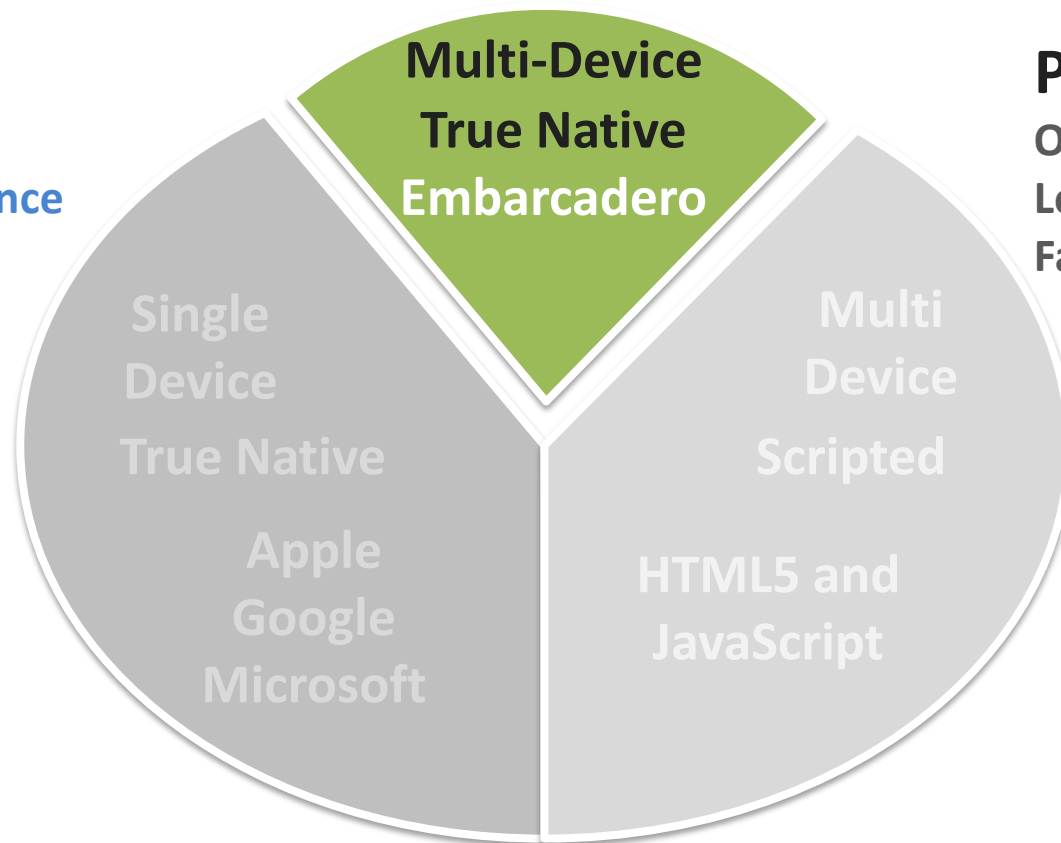 Multi-Device
True Native
Embarcadero
Single
Device
True Native
Apple
Google
Microsoft
Multi
Device
Scripted
HTML5 and
JavaScript